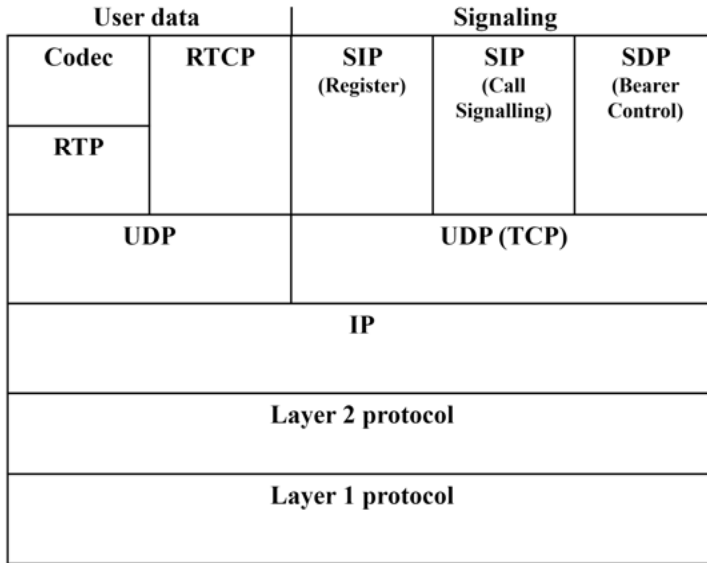 User data
Signaling
Codec
RTCP
SIP
(Register)
SIP
(Call
Signalling)
SDP
(Bearer
Control)
RTP
UDP
UDP (TCP)
IP
Layer 2 protocol
Layer 1 protocol